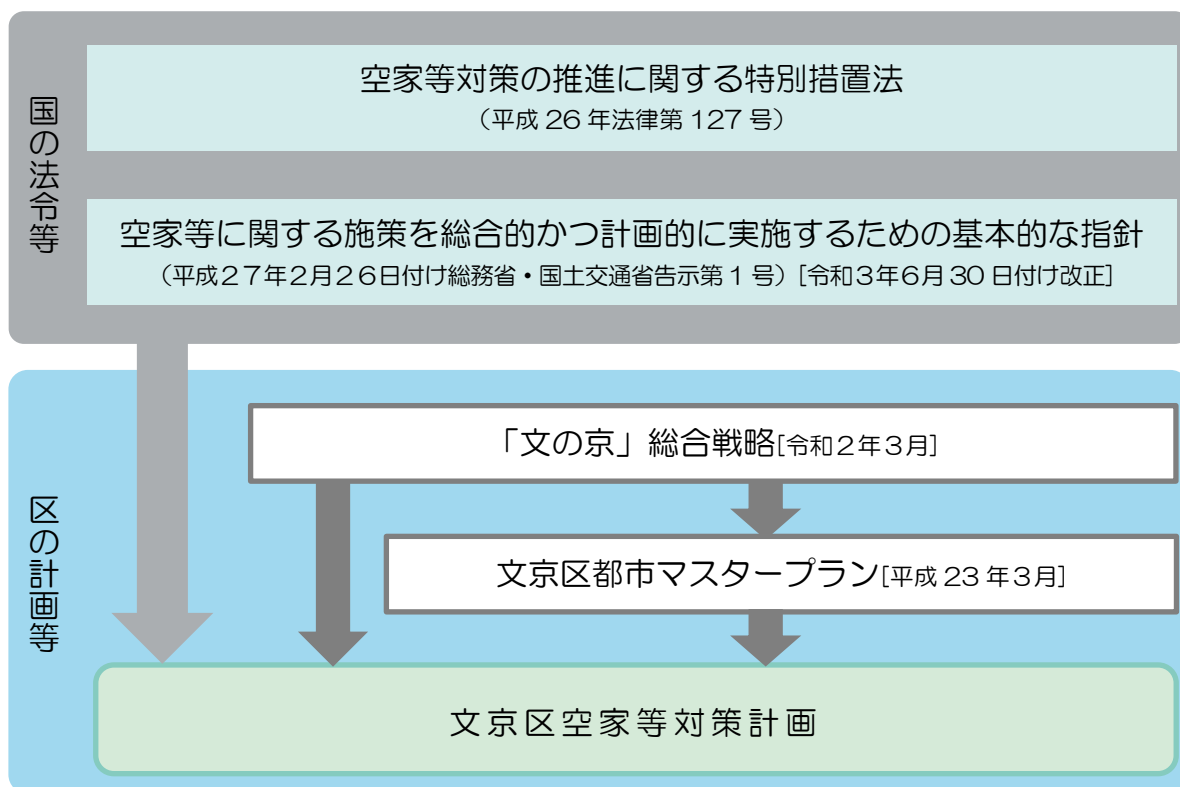 国の法令等
空家等対策の推進に関する特別措置法
（平成 26 年法律第 127 号）
空家等に関する施策を総合的かつ計画的に実施するための基本的な指針
（平成２７年２月２６日付け総務省・国土交通省告示第 1 号）[令和３年６月 30 日付け改正]
区の計画等
「文の京」総合戦略[令和２年３月]
文京区都市マスタープラン[平成 23 年３月]
文京区空家等対策計画